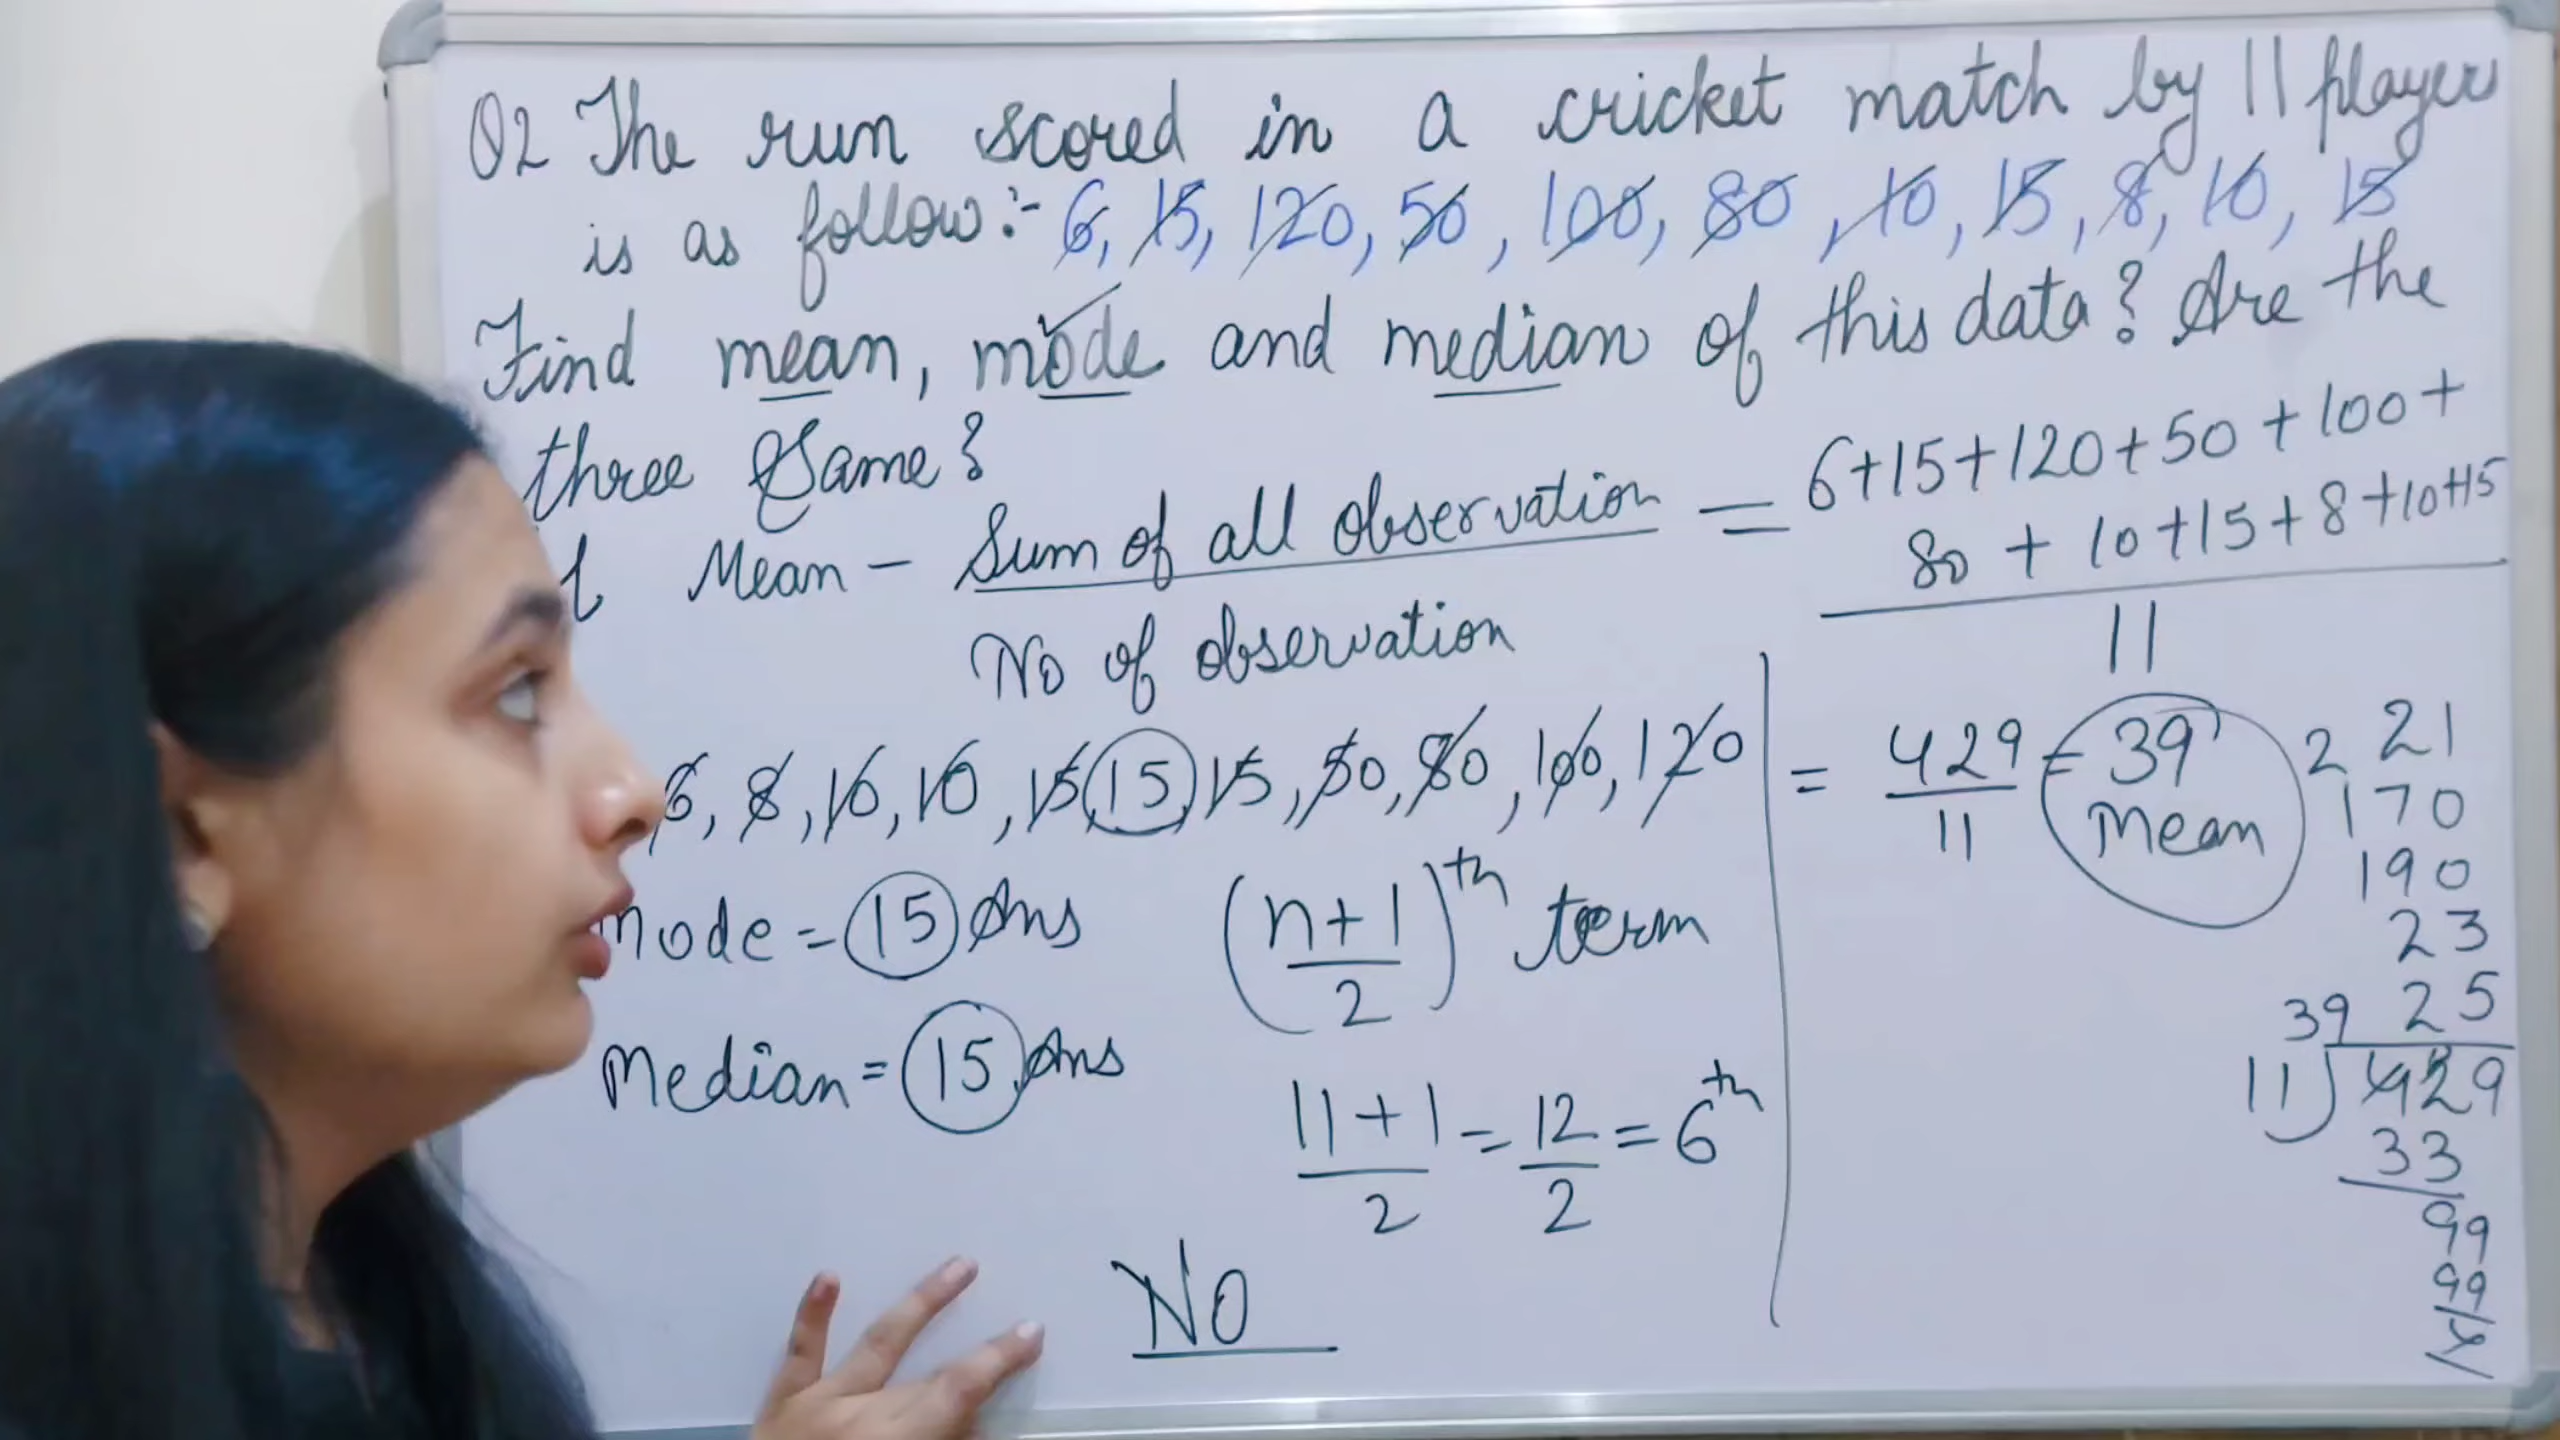 Q2 The run scored in a cricket match by 11 players
is as follow:- 6, 15, 120, 50, 100, 80, 10, 15, 8, 10, 15
Find mean, mode and median of this data? Are the
three Same?
Mean - Sum of all observation = 6+15+120+50+100+
80+10+15+8+10+15
No of observation
11
6, 8, 10, 10, 15, 15, 15, 50, 80, 100, 120
= 429/11 = 39
Mean
Mode = 15 Ans
(n+1/2)th term
Median = 15 Ans
11+1/2 = 12/2 = 6th
No
2 21
170
190
23
25
39
11)429
33
99
99